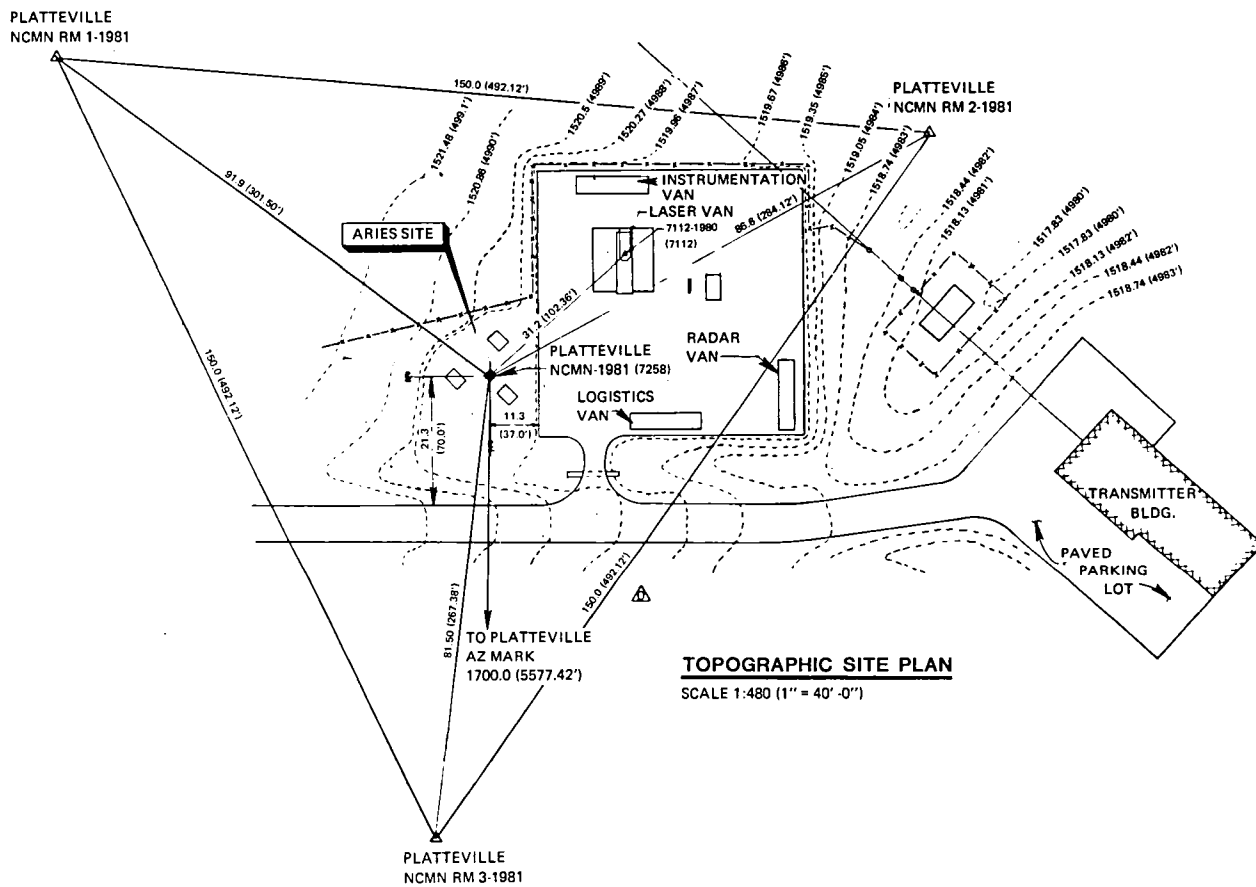 PLATTEVILLE
NCMN RM 1-1981
150.0 (492.12')
PLATTEVILLE
NCMN RM 2-1981
1521.48 (499.1')
1520.86 (4990')
1520.5 (4989')
1520.27 (4988')
1519.96 (4987')
1519.67 (4986')
1519.35 (4985')
1519.05 (4984')
1518.74 (4983')
1518.44 (4982')
1518.13 (4981')
1517.83 (4980')
1517.83 (4980')
1518.13 (4982')
1518.44 (4982')
1518.74 (4983')
91.9 (301.50')
ARIES SITE
INSTRUMENTATION
VAN
LASER VAN
7112-1980
(7112)
86.6 (284.12')
31.2 (102.36')
PLATTEVILLE
NCMN-1981 (7258)
RADAR
VAN
LOGISTICS
VAN
11.3
(37.0')
21.3
(70.0')
150.0 (492.12')
TRANSMITTER
BLDG.
PAVED
PARKING
LOT
150.0 (492.12')
81.50 (267.38')
TO PLATTEVILLE
AZ MARK
1700.0 (5577.42')
TOPOGRAPHIC SITE PLAN
SCALE 1:480 (1" = 40' -0")
PLATTEVILLE
NCMN RM 3-1981